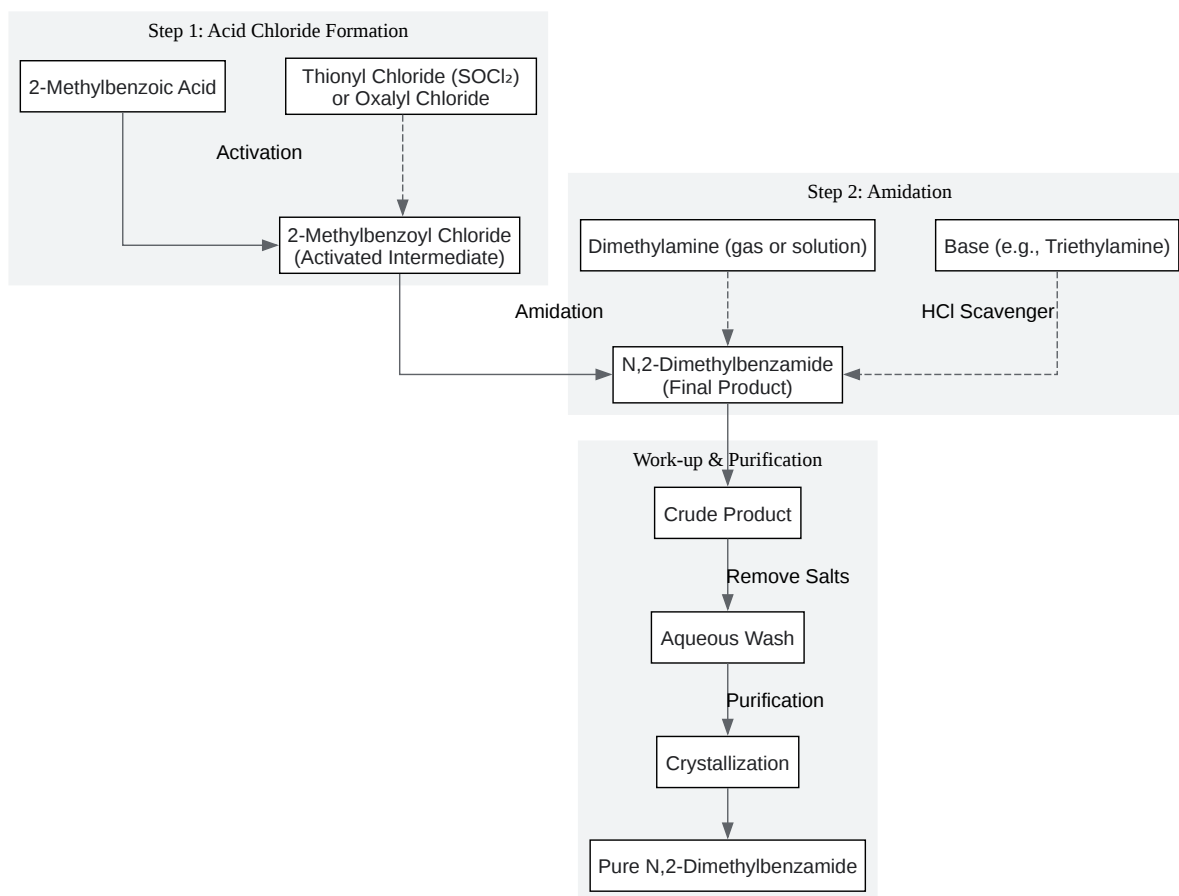 Step 1: Acid Chloride Formation
2-Methylbenzoic Acid
Thionyl Chloride (SOCl₂)
or Oxalyl Chloride
Activation
2-Methylbenzoyl Chloride
(Activated Intermediate)
Step 2: Amidation
Dimethylamine (gas or solution)
Base (e.g., Triethylamine)
Amidation
HCl Scavenger
N,2-Dimethylbenzamide
(Final Product)
Work-up & Purification
Crude Product
Remove Salts
Aqueous Wash
Purification
Crystallization
Pure N,2-Dimethylbenzamide